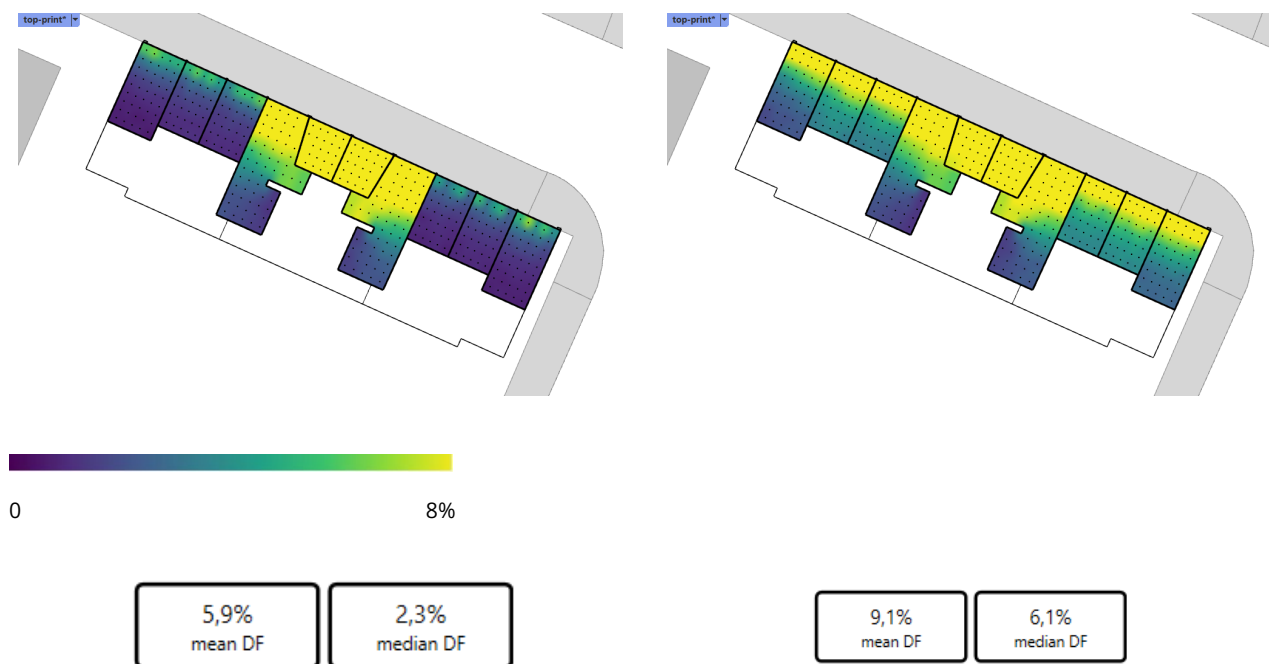 top-print*
top-print*
0
8%
5,9%
mean DF
2,3%
median DF
9,1%
mean DF
6,1%
median DF